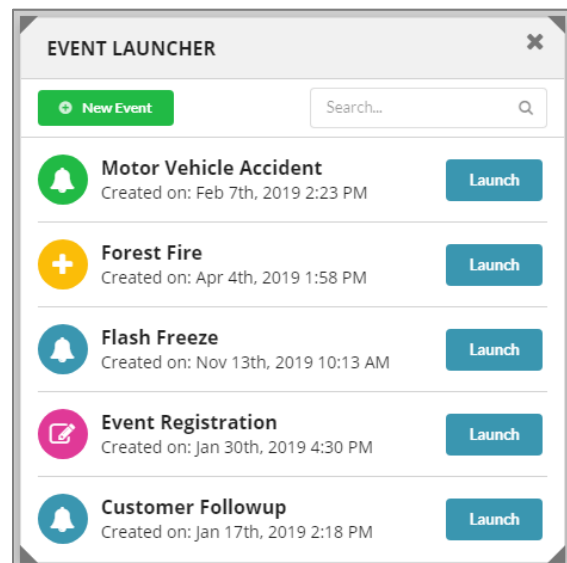 EVENT LAUNCHER
New Event
Search...
Motor Vehicle Accident
Created on: Feb 7th, 2019 2:23 PM
Launch
Forest Fire
Created on: Apr 4th, 2019 1:58 PM
Launch
Flash Freeze
Created on: Nov 13th, 2019 10:13 AM
Launch
Event Registration
Created on: Jan 30th, 2019 4:30 PM
Launch
Customer Followup
Created on: Jan 17th, 2019 2:18 PM
Launch